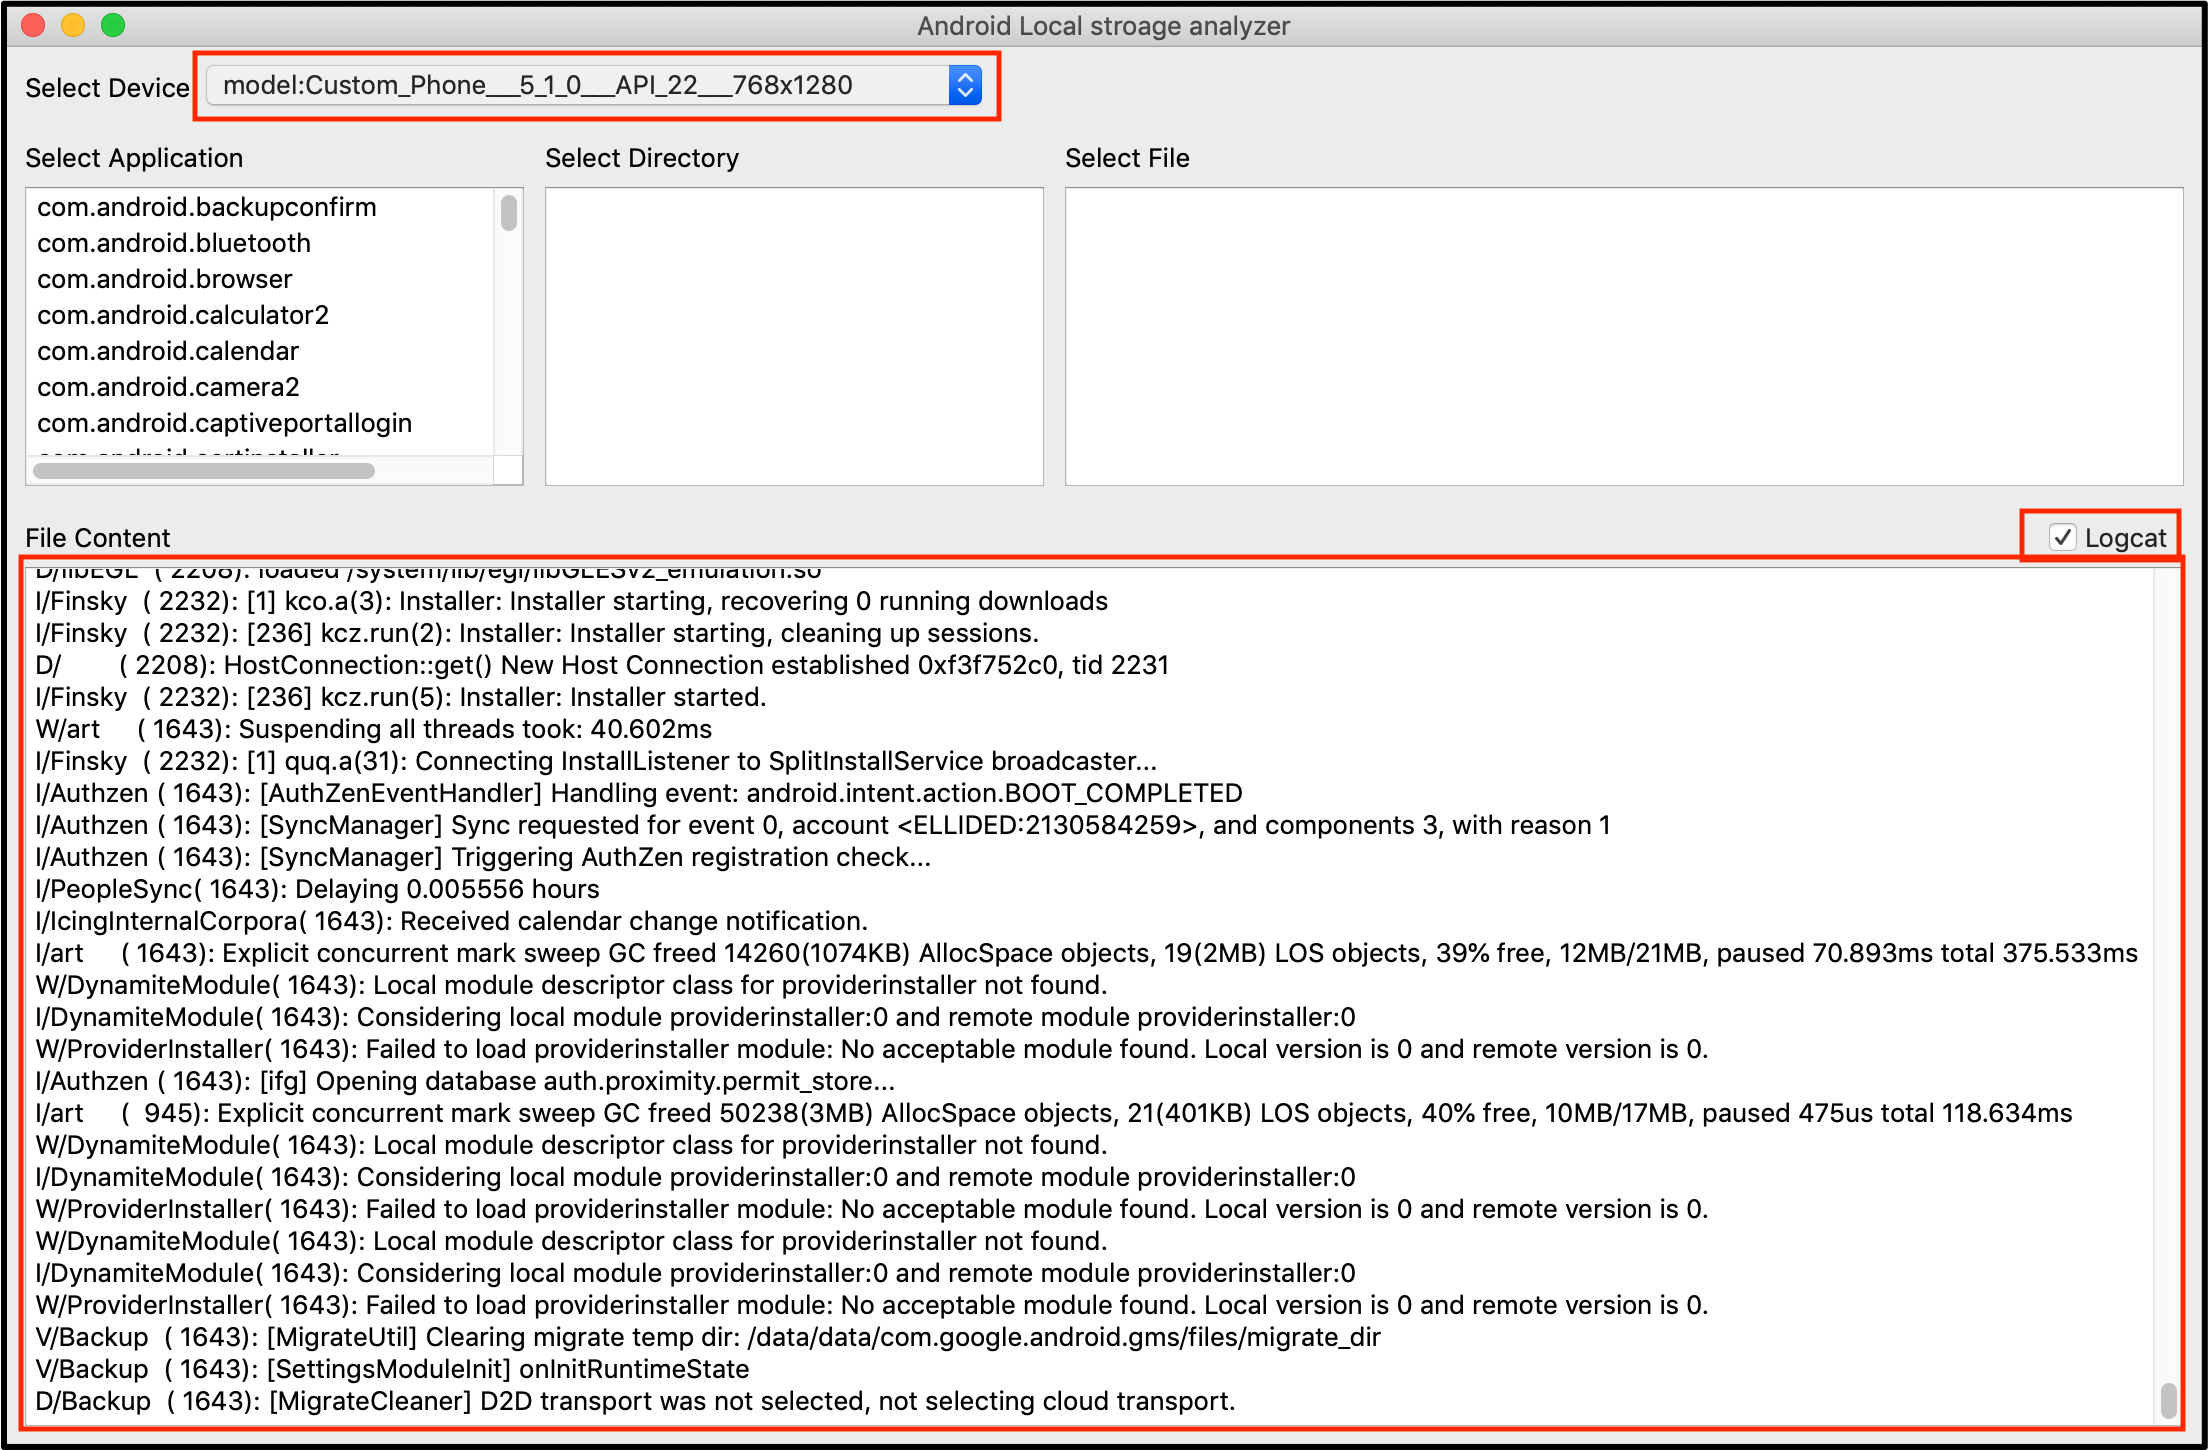 Android Local stroage analyzer
Select Device
model:Custom_Phone___5_1_0___API_22___768x1280
Select Application
Select Directory
Select File
com.android.backupconfirm
com.android.bluetooth
com.android.browser
com.android.calculator2
com.android.calendar
com.android.camera2
com.android.captiveportallogin
com.android.certinstaller
File Content
Logcat
D/libEGL  ( 2208): loaded /system/lib/egl/libGLESv2_emulation.so
I/Finsky  ( 2232): [1] kco.a(3): Installer: Installer starting, recovering 0 running downloads
I/Finsky  ( 2232): [236] kcz.run(2): Installer: Installer starting, cleaning up sessions.
D/        ( 2208): HostConnection::get() New Host Connection established 0xf3f752c0, tid 2231
I/Finsky  ( 2232): [236] kcz.run(5): Installer: Installer started.
W/art     ( 1643): Suspending all threads took: 40.602ms
I/Finsky  ( 2232): [1] quq.a(31): Connecting InstallListener to SplitInstallService broadcaster...
I/Authzen ( 1643): [AuthZenEventHandler] Handling event: android.intent.action.BOOT_COMPLETED
I/Authzen ( 1643): [SyncManager] Sync requested for event 0, account <ELLIDED:2130584259>, and components 3, with reason 1
I/Authzen ( 1643): [SyncManager] Triggering AuthZen registration check...
I/PeopleSync( 1643): Delaying 0.005556 hours
I/IcingInternalCorpora( 1643): Received calendar change notification.
I/art     ( 1643): Explicit concurrent mark sweep GC freed 14260(1074KB) AllocSpace objects, 19(2MB) LOS objects, 39% free, 12MB/21MB, paused 70.893ms total 375.533ms
W/DynamiteModule( 1643): Local module descriptor class for providerinstaller not found.
I/DynamiteModule( 1643): Considering local module providerinstaller:0 and remote module providerinstaller:0
W/ProviderInstaller( 1643): Failed to load providerinstaller module: No acceptable module found. Local version is 0 and remote version is 0.
I/Authzen ( 1643): [ifg] Opening database auth.proximity.permit_store...
I/art     (  945): Explicit concurrent mark sweep GC freed 50238(3MB) AllocSpace objects, 21(401KB) LOS objects, 40% free, 10MB/17MB, paused 475us total 118.634ms
W/DynamiteModule( 1643): Local module descriptor class for providerinstaller not found.
I/DynamiteModule( 1643): Considering local module providerinstaller:0 and remote module providerinstaller:0
W/ProviderInstaller( 1643): Failed to load providerinstaller module: No acceptable module found. Local version is 0 and remote version is 0.
W/DynamiteModule( 1643): Local module descriptor class for providerinstaller not found.
I/DynamiteModule( 1643): Considering local module providerinstaller:0 and remote module providerinstaller:0
W/ProviderInstaller( 1643): Failed to load providerinstaller module: No acceptable module found. Local version is 0 and remote version is 0.
V/Backup  ( 1643): [MigrateUtil] Clearing migrate temp dir: /data/data/com.google.android.gms/files/migrate_dir
V/Backup  ( 1643): [SettingsModuleInit] onInitRuntimeState
D/Backup  ( 1643): [MigrateCleaner] D2D transport was not selected, not selecting cloud transport.